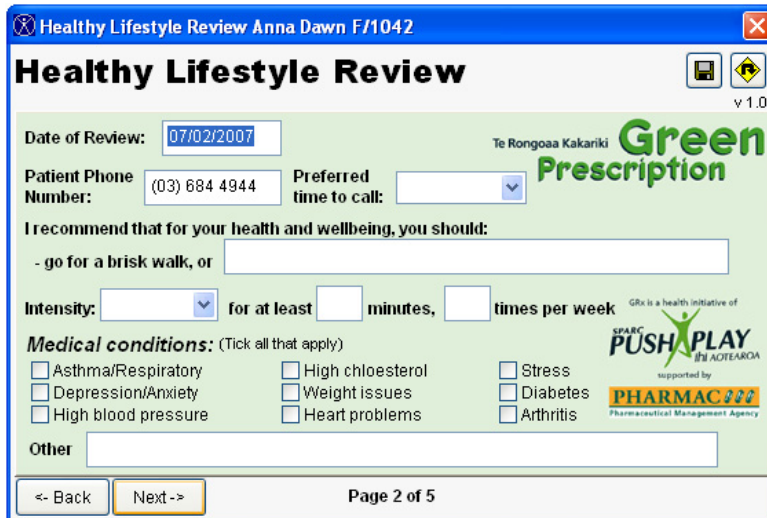 Healthy Lifestyle Review Anna Dawn F/1042
Healthy Lifestyle Review
v 1.0
Date of Review: 07/02/2007
Te Rongoaa Kakariki Green Prescription
Patient Phone Number: (03) 684 4944 Preferred time to call:
I recommend that for your health and wellbeing, you should:
- go for a brisk walk, or
Intensity: for at least minutes, times per week
GRx is a health initiative of
SPARC
PUSH PLAY
ihi AOTEAROA
supported by
PHARMAC
Pharmaceutical Management Agency
Medical conditions: (Tick all that apply)
Asthma/Respiratory High chloesterol Stress
Depression/Anxiety Weight issues Diabetes
High blood pressure Heart problems Arthritis
Other
<- Back Next -> Page 2 of 5